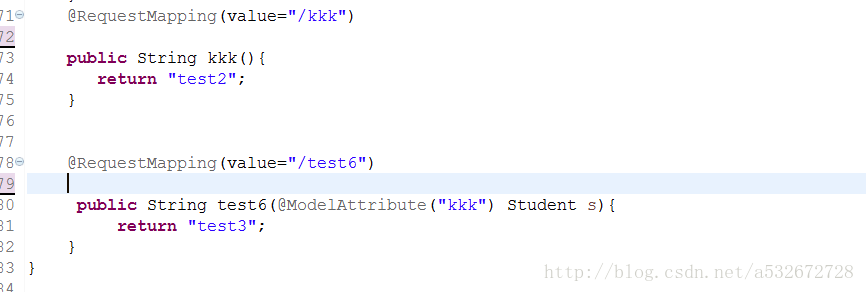 71 @RequestMapping(value="/kkk")
72
73 public String kkk(){
74 return "test2";
75 }
76
77
78 @RequestMapping(value="/test6")
79
80 public String test6(@ModelAttribute("kkk") Student s){
81 return "test3";
82 }
83 }
84
http://blog.csdn.net/a532672728